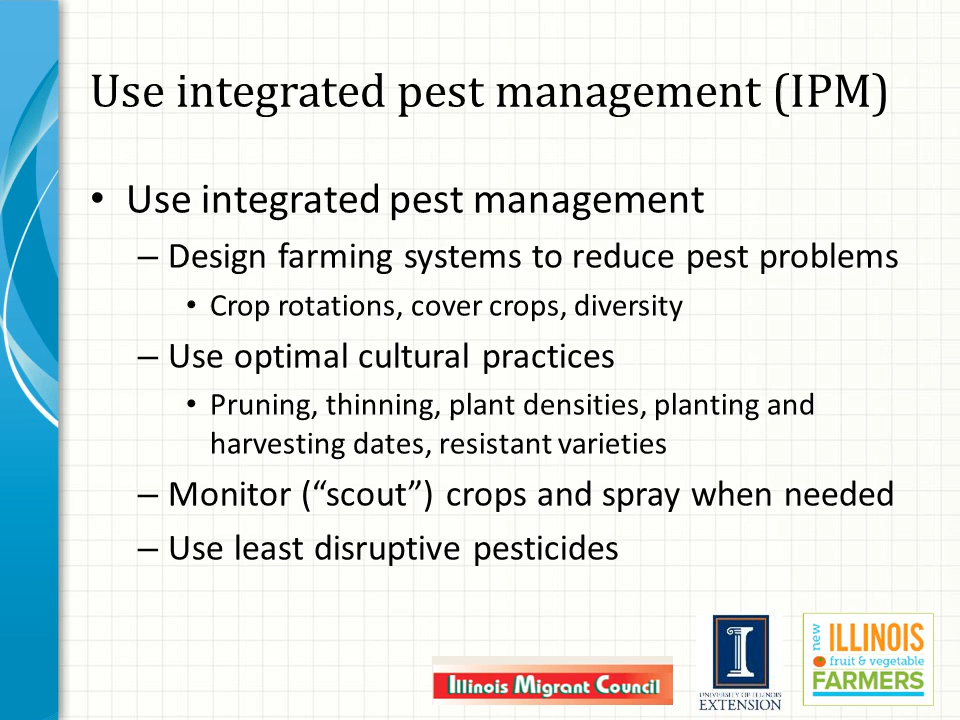 Use integrated pest management (IPM)
• Use integrated pest management
– Design farming systems to reduce pest problems
• Crop rotations, cover crops, diversity
– Use optimal cultural practices
• Pruning, thinning, plant densities, planting and
harvesting dates, resistant varieties
– Monitor (“scout”) crops and spray when needed
– Use least disruptive pesticides
Illinois Migrant Council
I
UNIVERSITY OF ILLINOIS
EXTENSION
new
ILLINOIS
fruit & vegetable
FARMERS